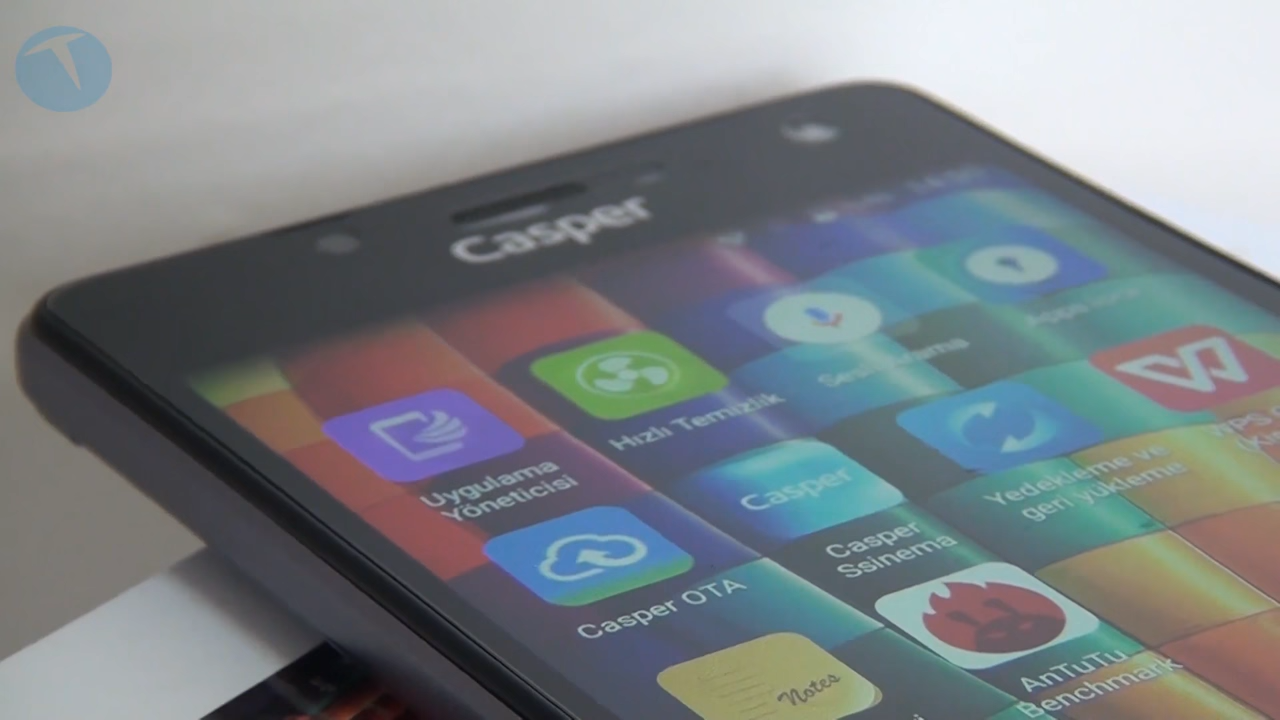 Casper
Hızlı Temizlik
Uygulama
Yöneticisi
Casper
Yedekleme ve
geri yükleme
Casper
Ssinema
Casper OTA
AnTuTu
Benchmark
Notes